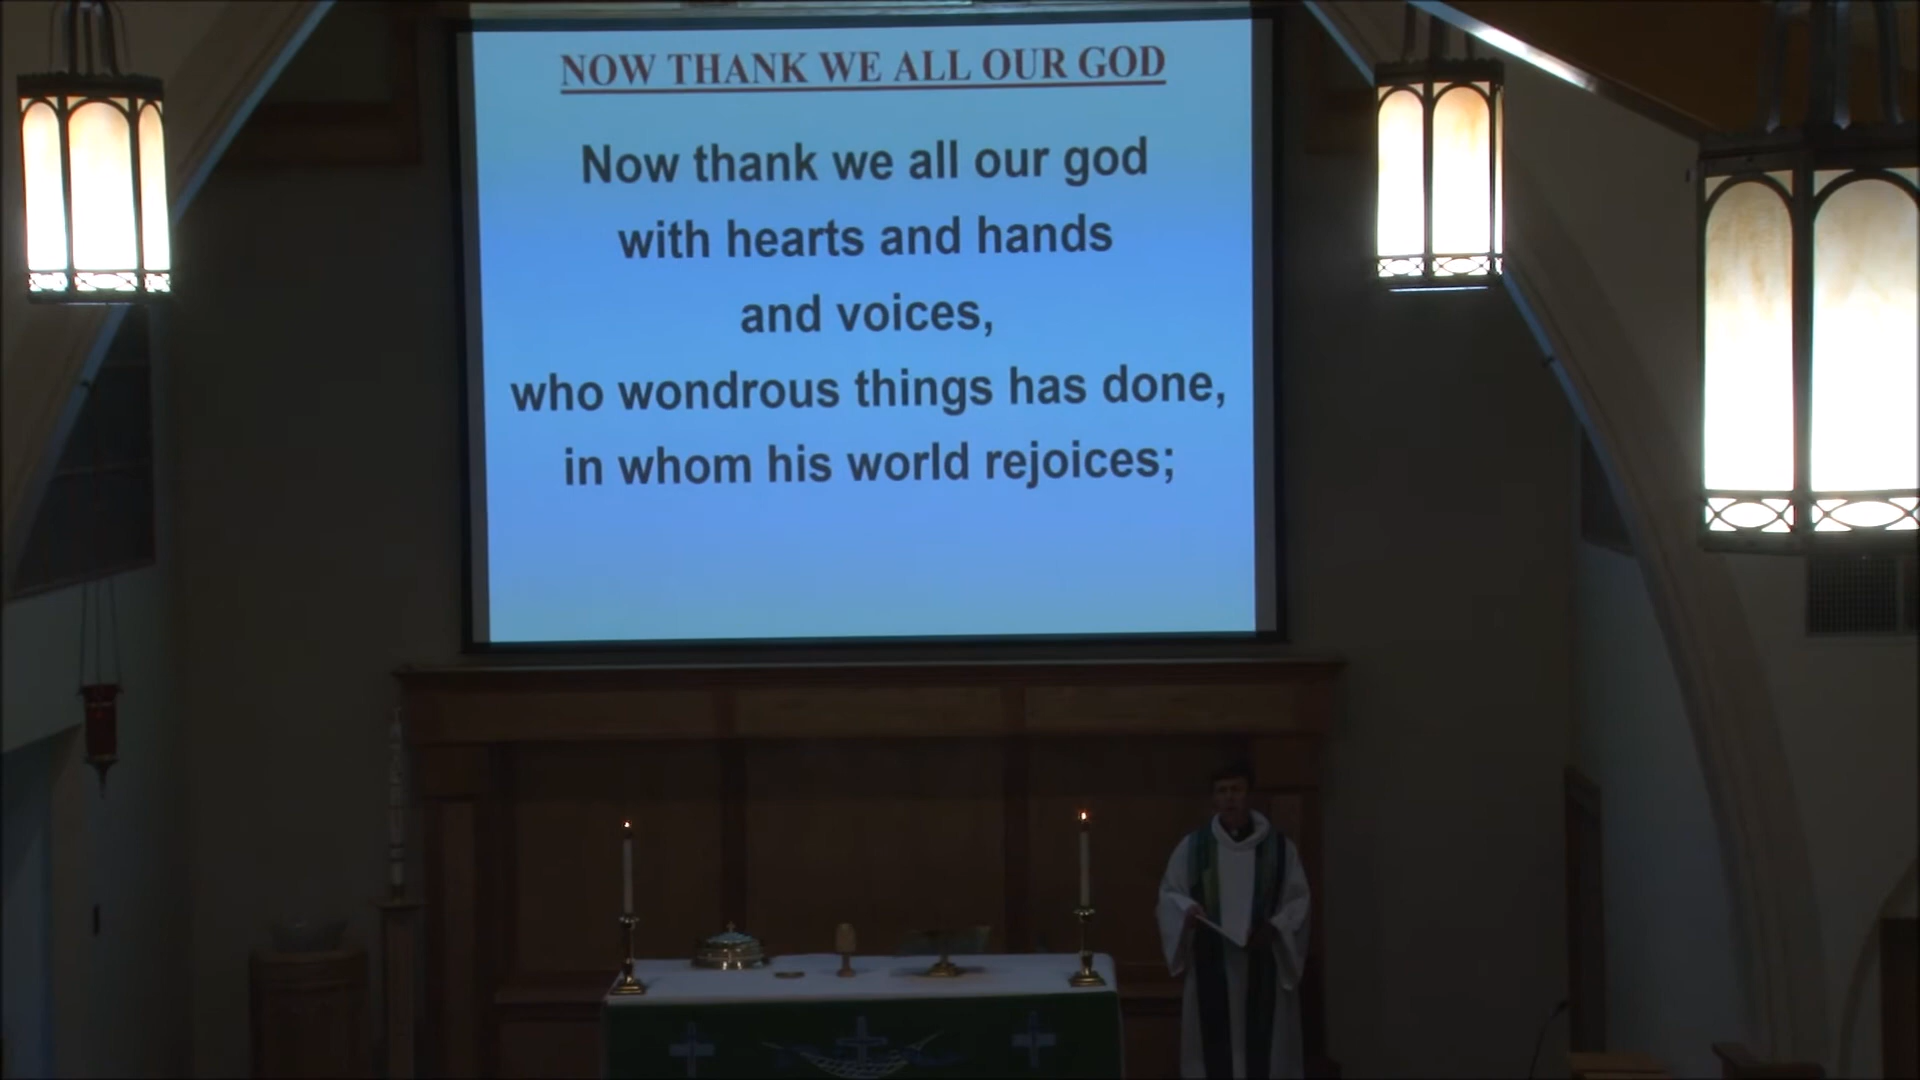 NOW THANK WE ALL OUR GOD
Now thank we all our god
with hearts and hands
and voices,
who wondrous things has done,
in whom his world rejoices;